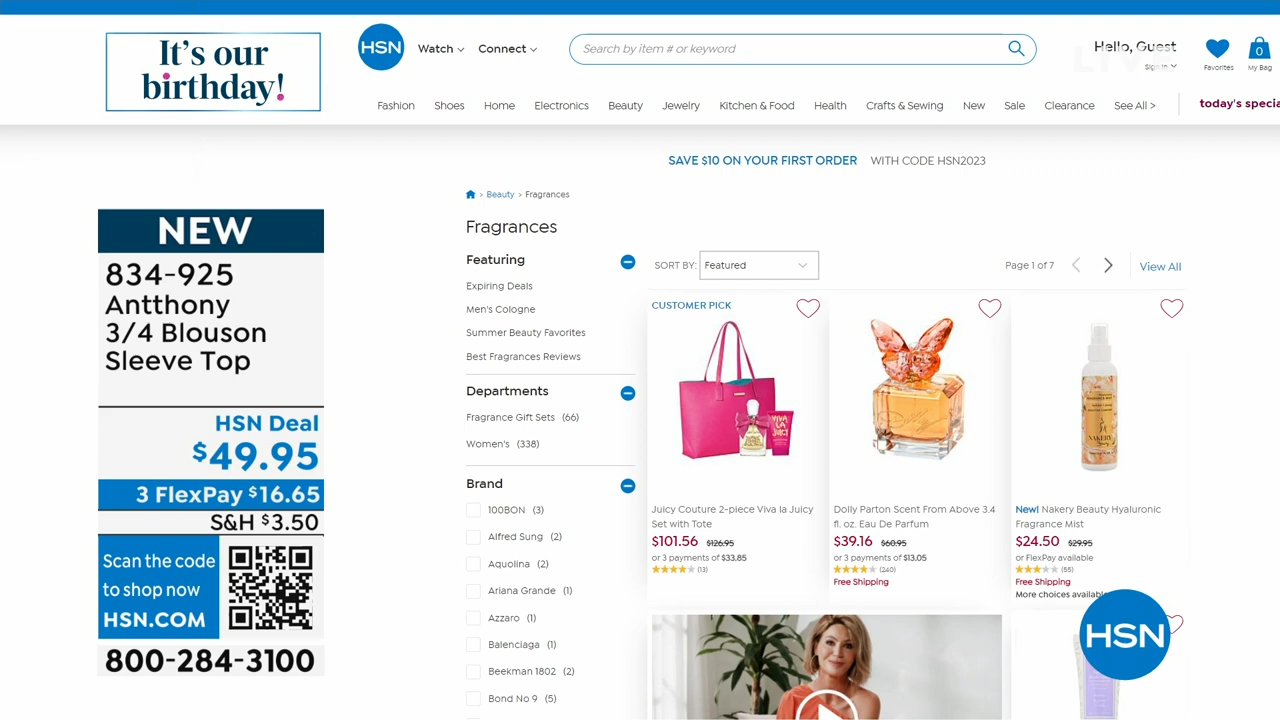 It's our
birthday!
HSN
Watch
Connect
Search by item # or keyword
Hello, Guest
Sign In
Favorites
0
My Bag
Fashion
Shoes
Home
Electronics
Beauty
Jewelry
Kitchen & Food
Health
Crafts & Sewing
New
Sale
Clearance
See All >
today's specia
SAVE $10 ON YOUR FIRST ORDER WITH CODE HSN2023
> Beauty > Fragrances
Fragrances
Featuring
Expiring Deals
Men's Cologne
Summer Beauty Favorites
Best Fragrances Reviews
Departments
Fragrance Gift Sets (66)
Women's (338)
Brand
100BON (3)
Alfred Sung (2)
Aquolina (2)
Ariana Grande (1)
Azzaro (1)
Balenciaga (1)
Beekman 1802 (2)
Bond No 9 (5)
SORT BY: Featured
Page 1 of 7
View All
CUSTOMER PICK
VIVA
LA
JUICY
Juicy Couture 2-piece Viva la Juicy
Set with Tote
$101.56 $126.95
or 3 payments of $33.85
(13)
Dolly Parton Scent From Above 3.4
fl. oz. Eau De Parfum
$39.16 $60.95
or 3 payments of $13.05
(240)
Free Shipping
NAKERY
New! Nakery Beauty Hyaluronic
Fragrance Mist
$24.50 $29.95
or FlexPay available
(55)
Free Shipping
More choices available
HSN
NEW
834-925
Antthony
3/4 Blouson
Sleeve Top
HSN Deal
$49.95
3 FlexPay $16.65
S&H $3.50
Scan the code
to shop now
HSN.COM
800-284-3100